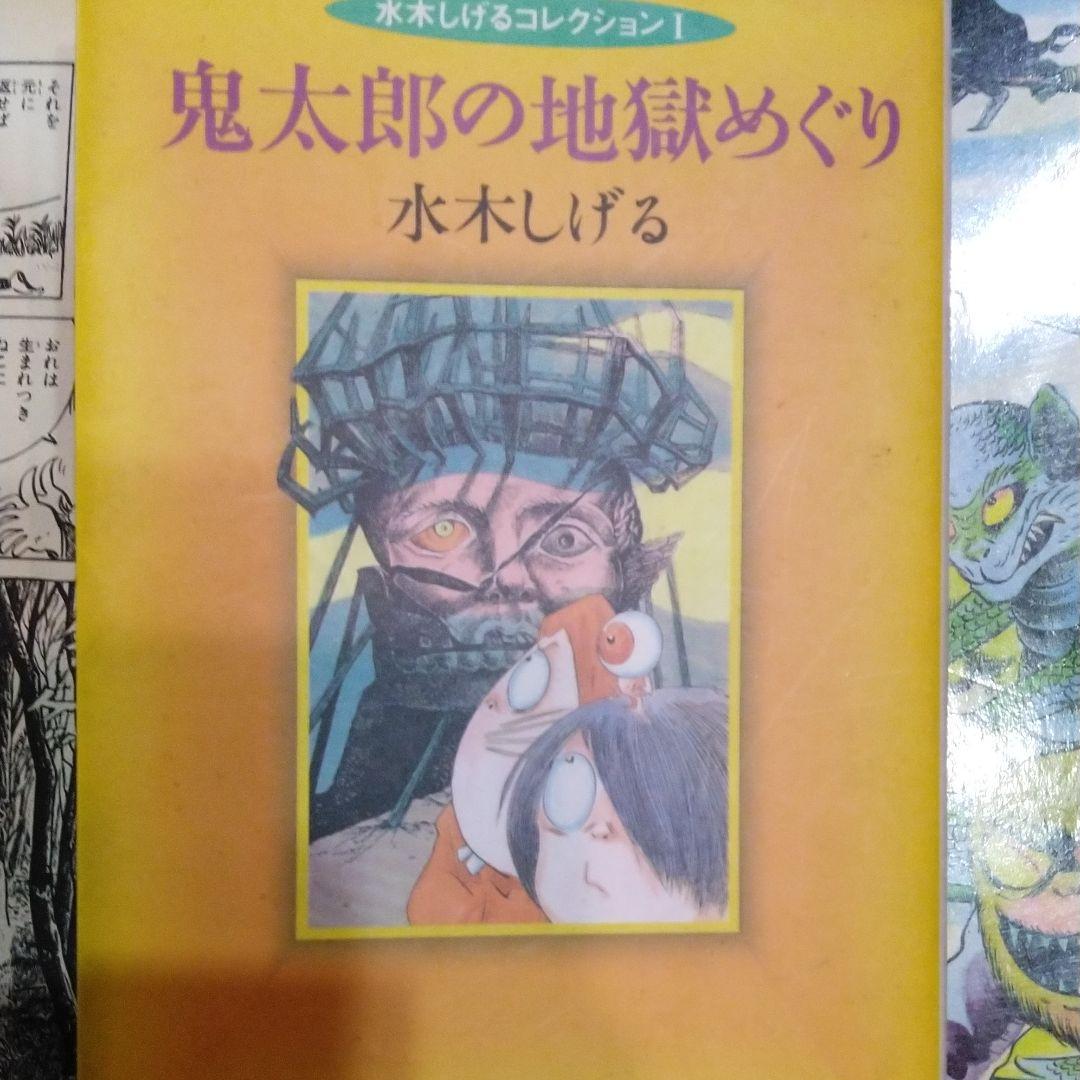 水木しげるコレクションI
鬼太郎の地獄めぐり
水木しげる
それを
元に
返せば
おれは
生まれつき
ねこに